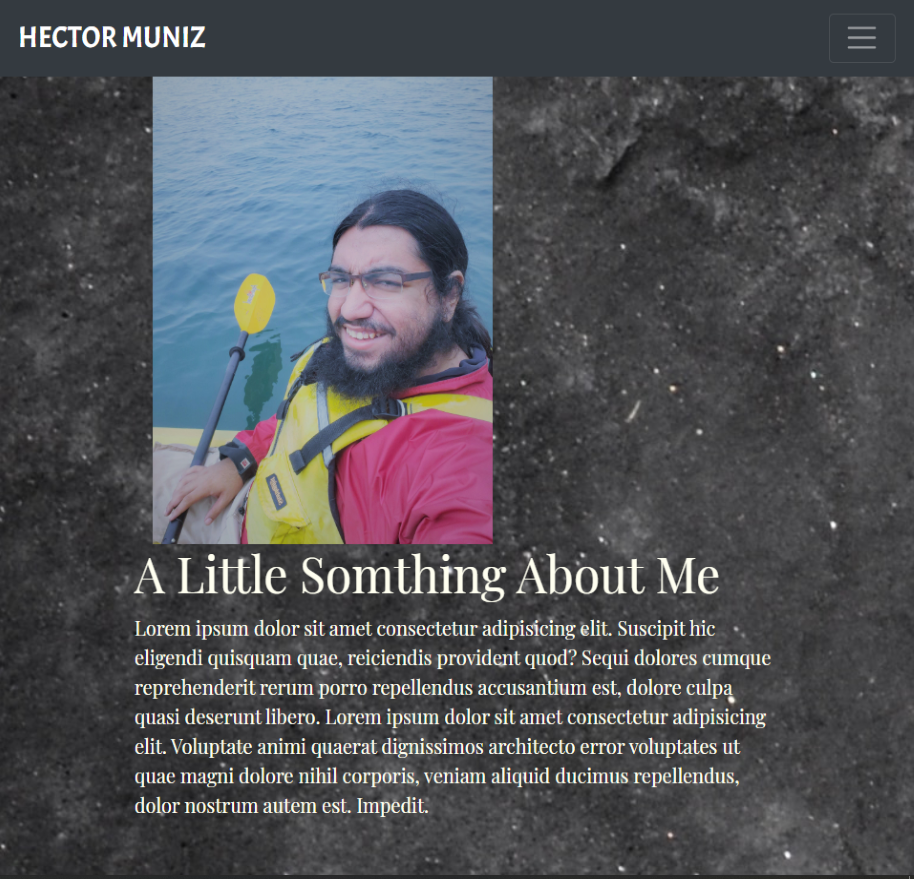 HECTOR MUNIZ
A Little Somthing About Me
Lorem ipsum dolor sit amet consectetur adipisicing elit. Suscipit hic
eligendi quisquam quae, reiciendis provident quod? Sequi dolores cumque
reprehenderit rerum porro repellendus accusantium est, dolore culpa
quasi deserunt libero. Lorem ipsum dolor sit amet consectetur adipisicing
elit. Voluptate animi quaerat dignissimos architecto error voluptates ut
quae magni dolore nihil corporis, veniam aliquid ducimus repellendus,
dolor nostrum autem est. Impedit.